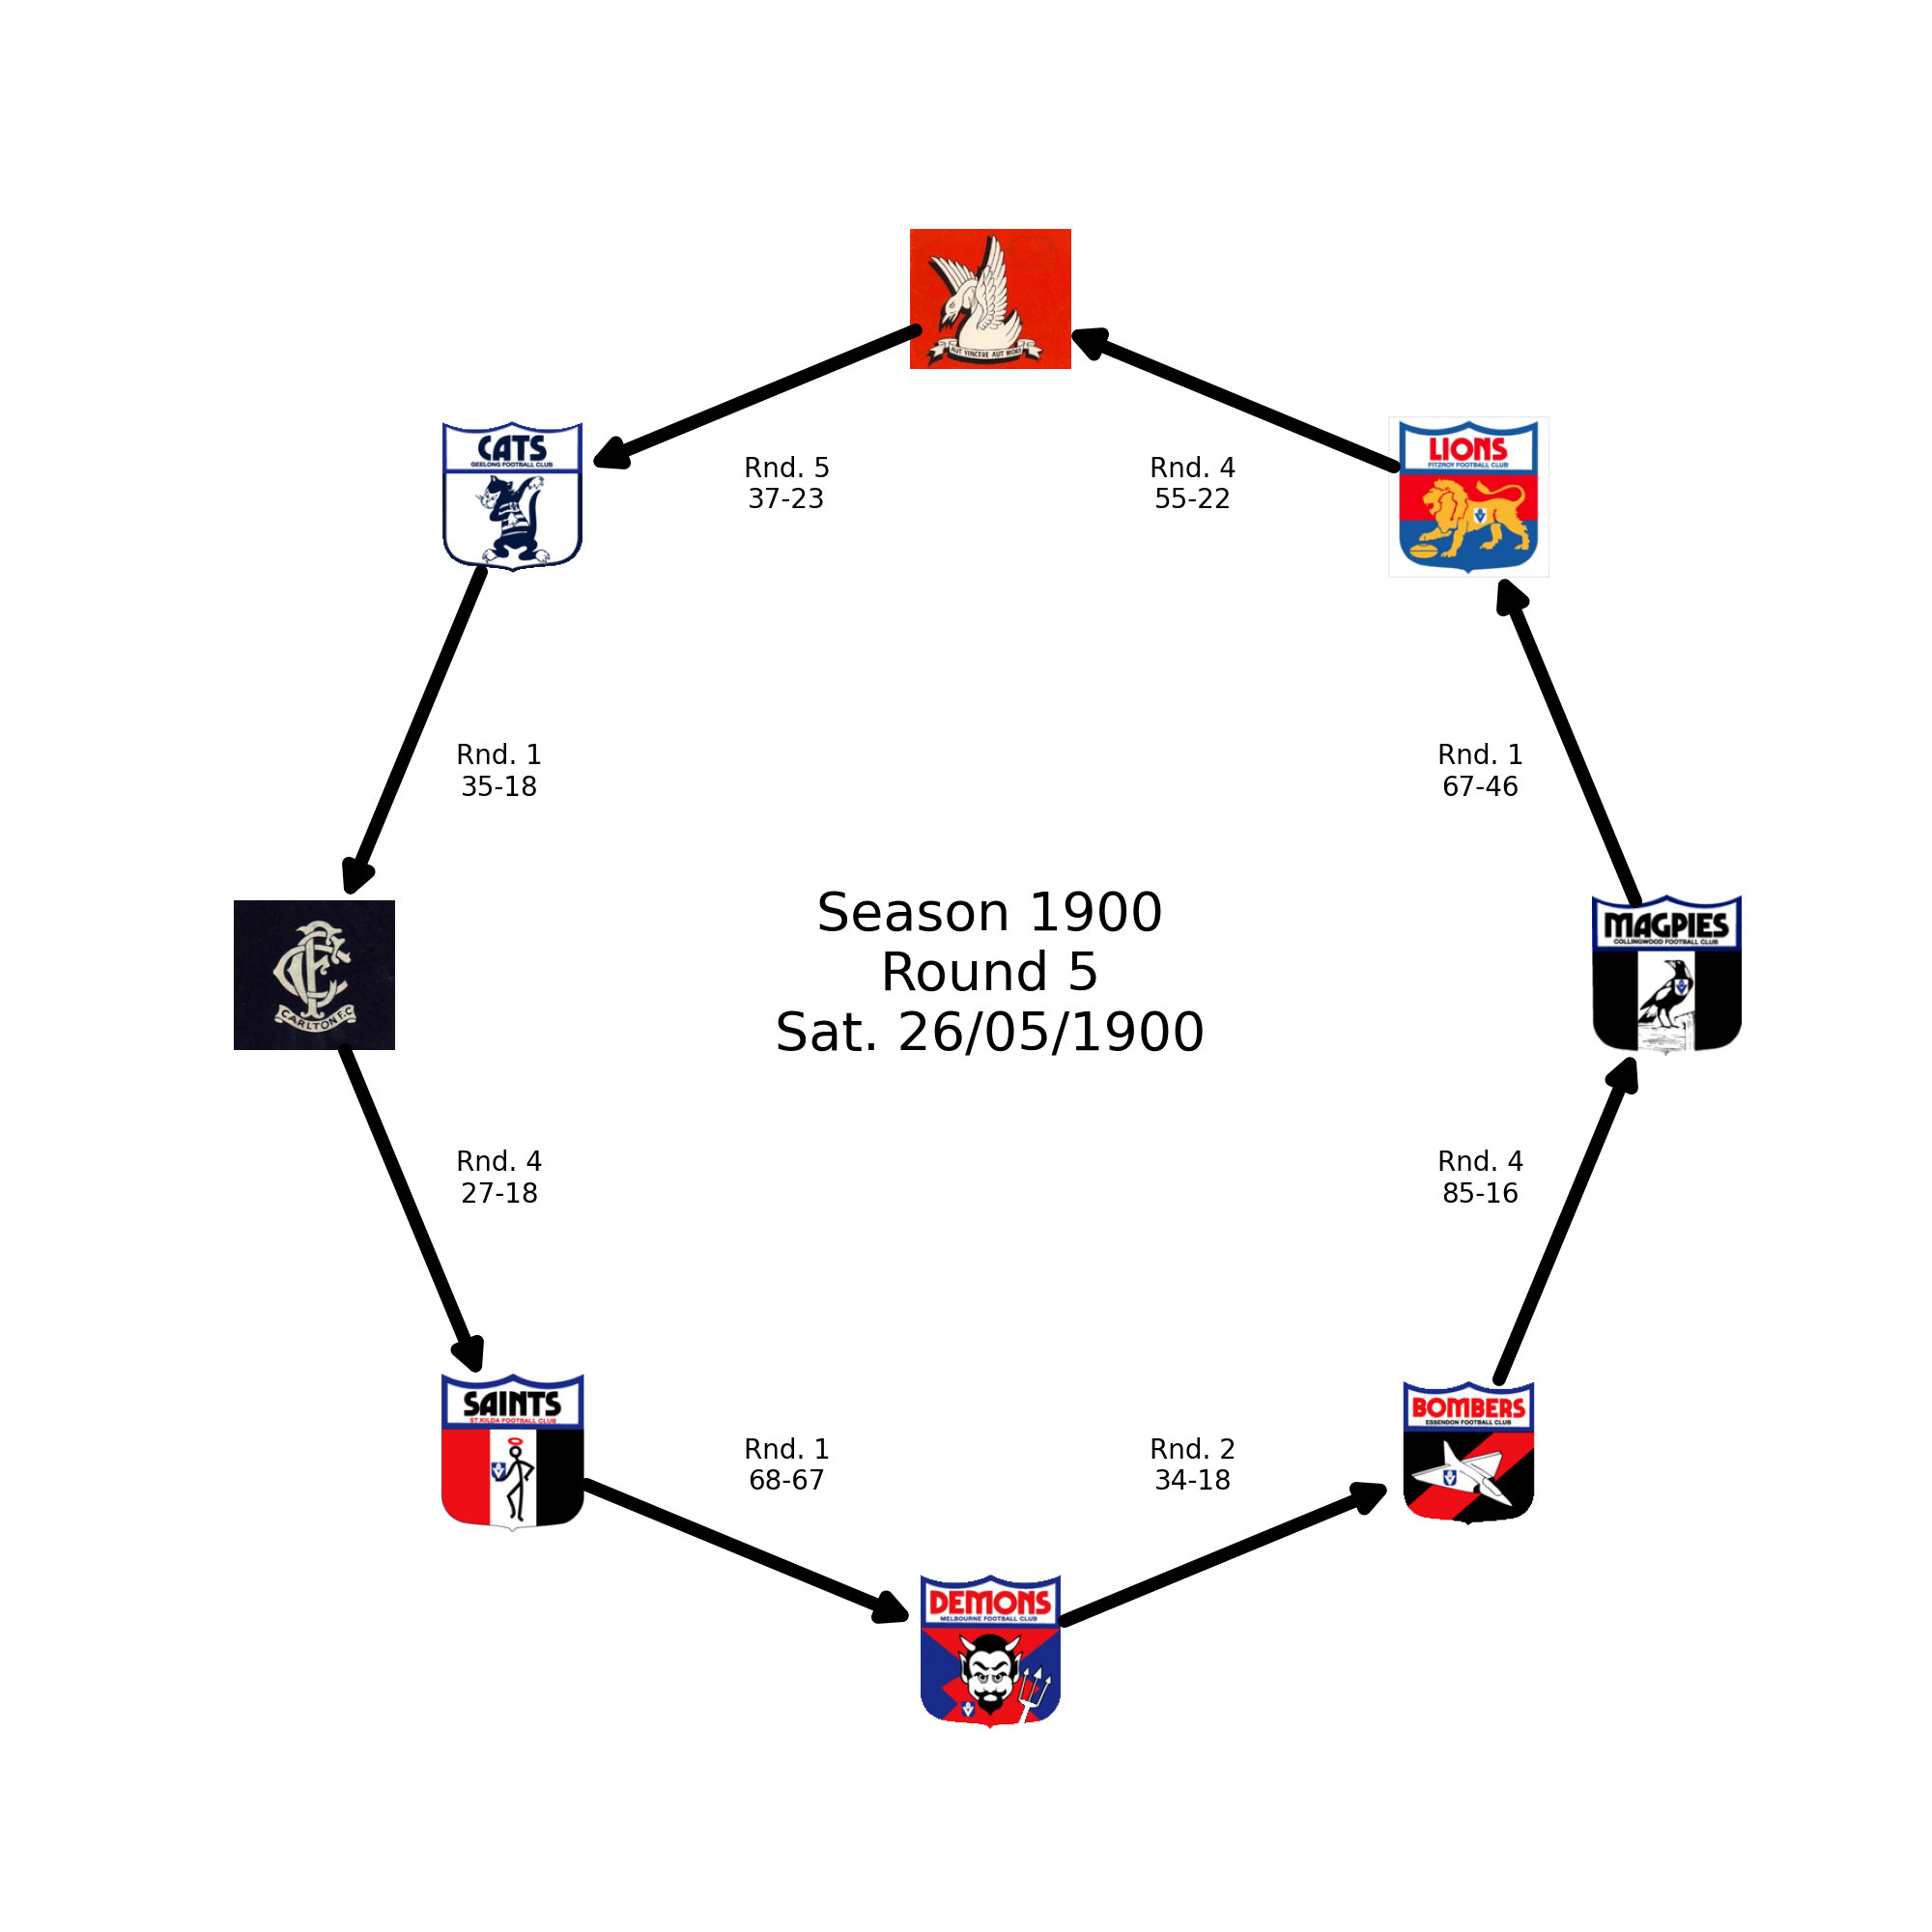 AUT VINCERE AUT MORI
CATS
GEELONG FOOTBALL CLUB
LIONS
FITZROY FOOTBALL CLUB
Rnd. 5
37-23
Rnd. 4
55-22
Rnd. 1
35-18
Rnd. 1
67-46
CFC
CARLTON F.C
Season 1900
Round 5
Sat. 26/05/1900
MAGPIES
COLLINGWOOD FOOTBALL CLUB
Rnd. 4
27-18
Rnd. 4
85-16
SAINTS
ST.KILDA FOOTBALL CLUB
BOMBERS
ESSENDON FOOTBALL CLUB
Rnd. 1
68-67
Rnd. 2
34-18
DEMONS
MELBOURNE FOOTBALL CLUB